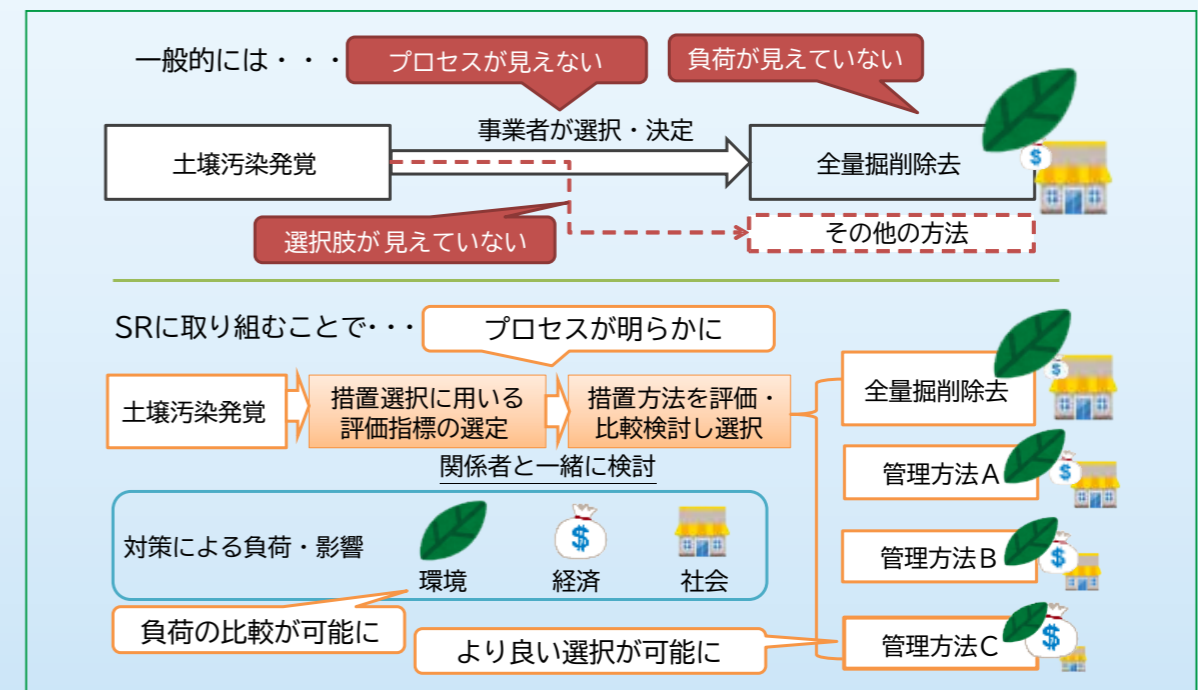 一般的には・・・
プロセスが見えない
負荷が見えていない
事業者が選択・決定
土壌汚染発覚
全量掘削除去
$
選択肢が見えていない
その他の方法
SRに取り組むことで・・・
プロセスが明らかに
土壌汚染発覚
措置選択に用いる
評価指標の選定
措置方法を評価・
比較検討し選択
関係者と一緒に検討
全量掘削除去
$
管理方法A
$
管理方法B
$
管理方法C
$
対策による負荷・影響
$
環境
経済
社会
負荷の比較が可能に
より良い選択が可能に